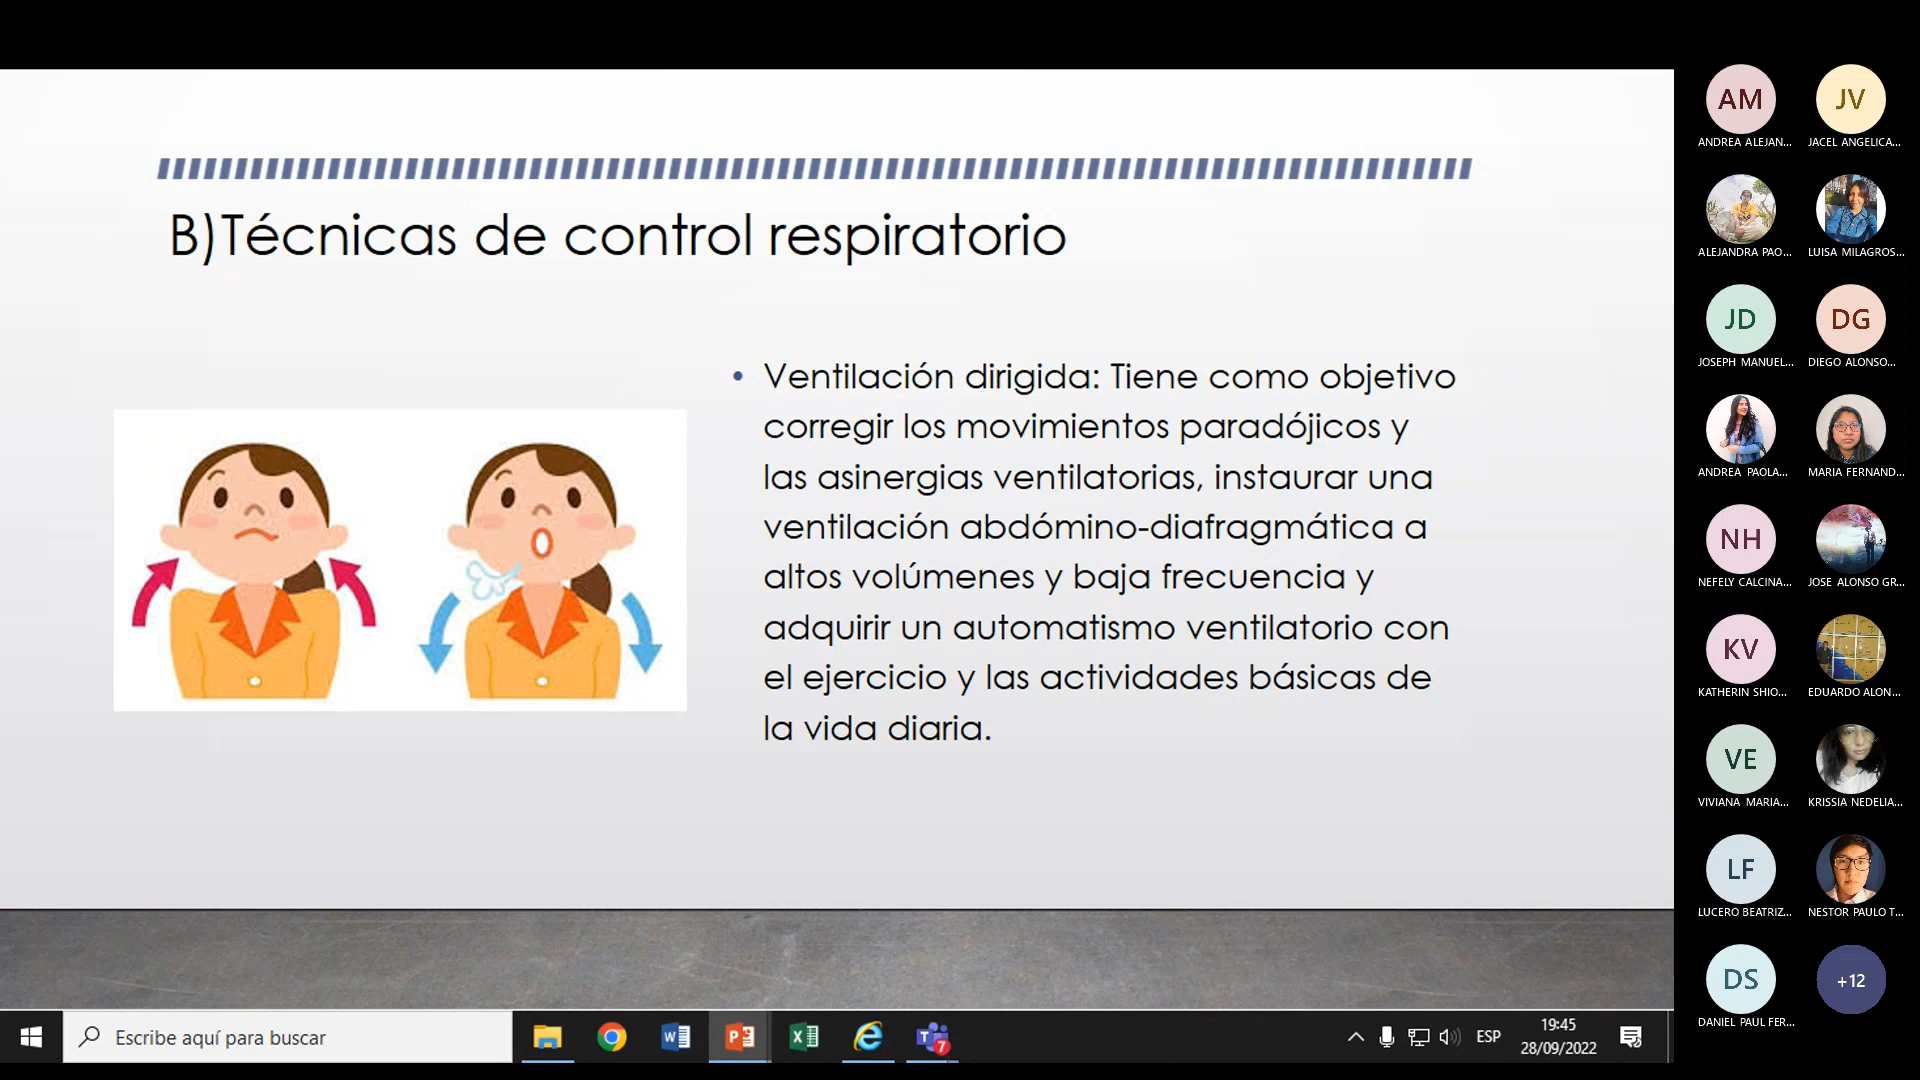 B)Técnicas de control respiratorio
• Ventilación dirigida: Tiene como objetivo
corregir los movimientos paradójicos y
las asinergias ventilatorias, instaurar una
ventilación abdómino-diafragmática a
altos volúmenes y baja frecuencia y
adquirir un automatismo ventilatorio con
el ejercicio y las actividades básicas de
la vida diaria.
AM
ANDREA ALEJAN...
JV
JACEL ANGELICA...
ALEJANDRA PAO...
LUISA MILAGROS...
JD
JOSEPH MANUEL...
DG
DIEGO ALONSO...
ANDREA PAOLA...
MARIA FERNAND...
NH
NEFELY CALCINA...
JOSE ALONSO GR...
KV
KATHERIN SHIO...
EDUARDO ALON...
VE
VIVIANA MARIA...
KRISSIA NEDELIA...
LF
LUCERO BEATRIZ...
NESTOR PAULO T...
DS
DANIEL PAUL FER...
+12
Escribe aquí para buscar
7
ESP
19:45
28/09/2022